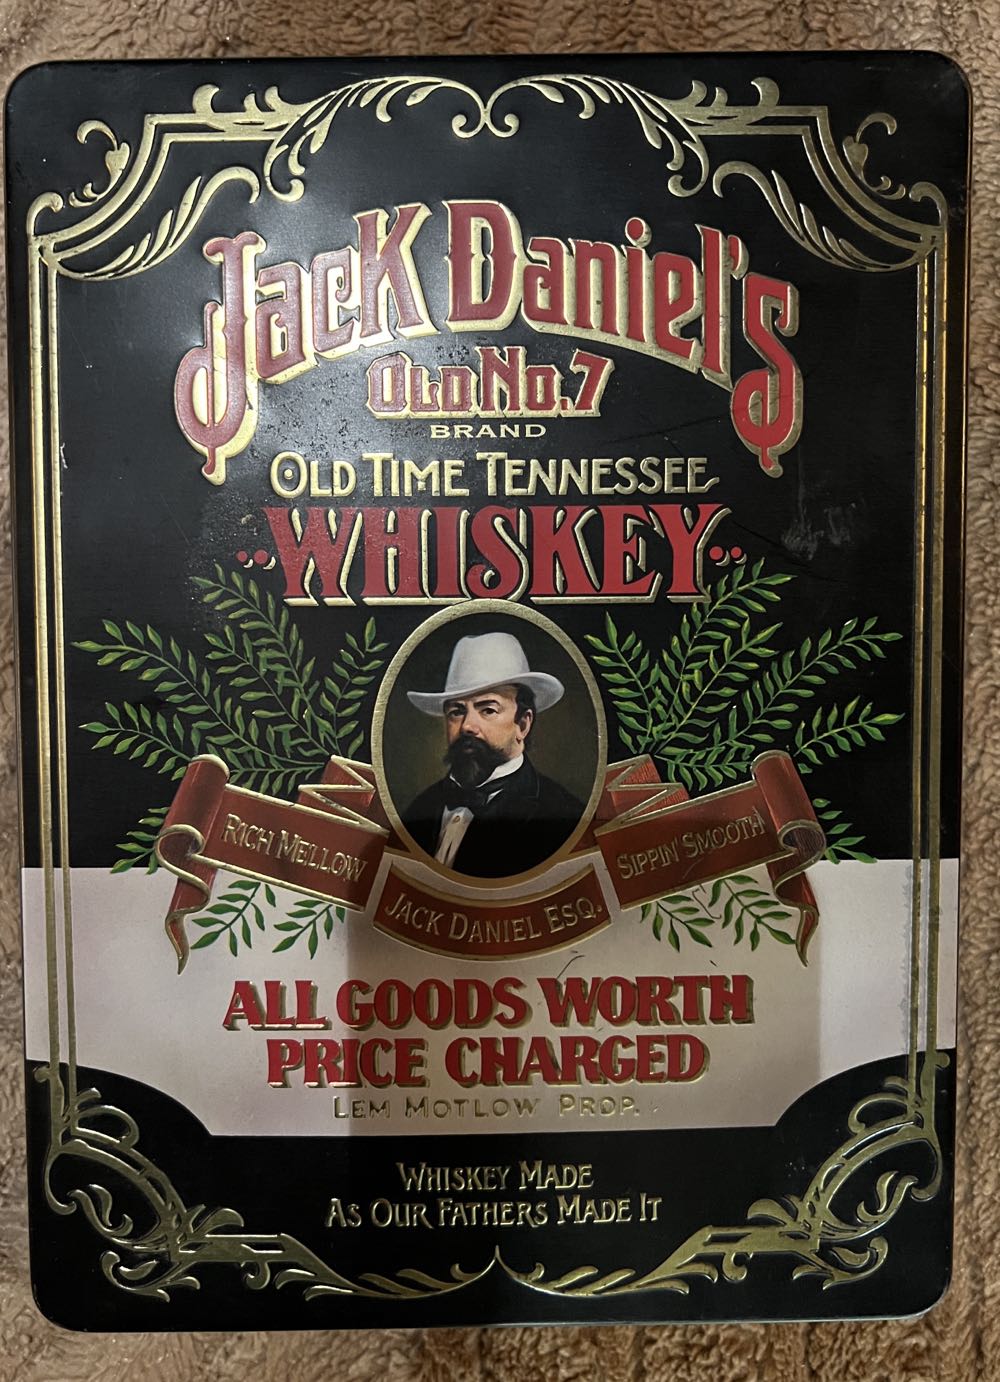 Jack Daniel's
Old No.7
BRAND
OLD TIME TENNESSEE
WHISKEY
RICH MELLOW
SIPPIN' SMOOTH
JACK DANIEL ESQ.
ALL GOODS WORTH
PRICE CHARGED
LEM MOTLOW PROP.
WHISKEY MADE
AS OUR FATHERS MADE IT